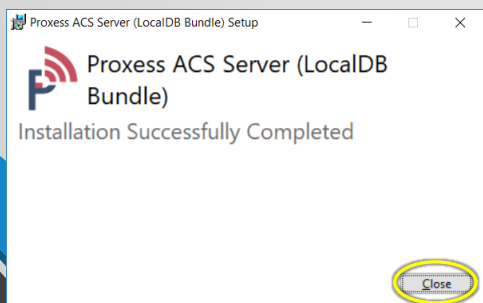 Proxess ACS Server (LocalDB Bundle) Setup
Proxess ACS Server (LocalDB
Bundle)
Installation Successfully Completed
Close